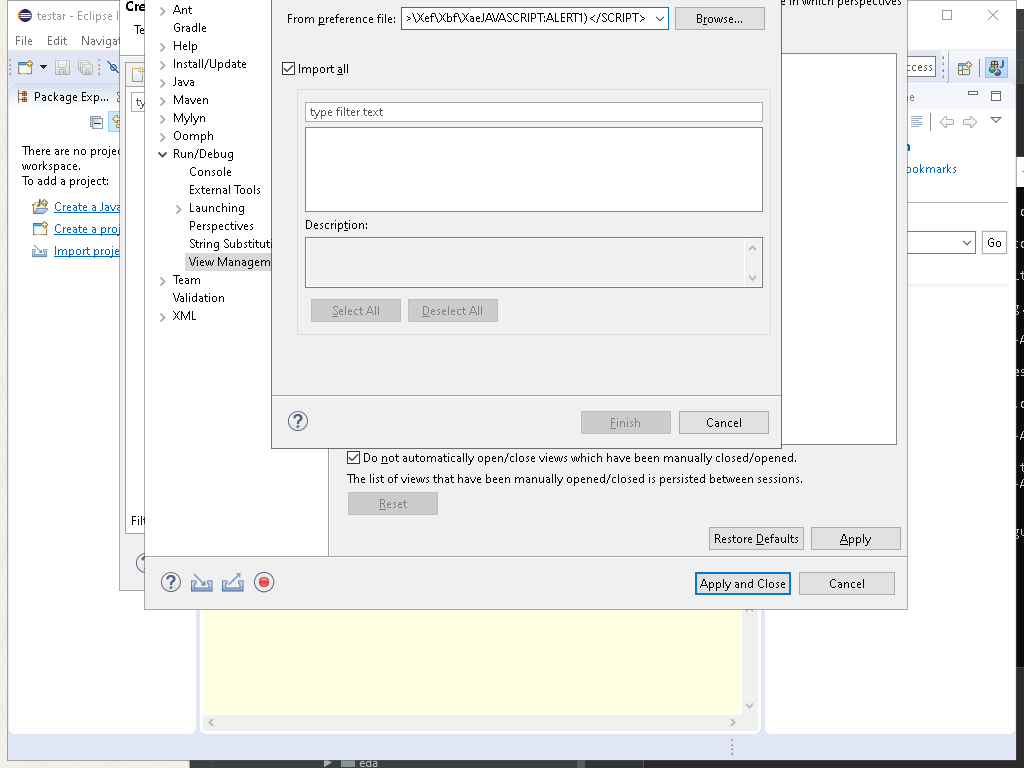 testar - Eclipse
File Edit Navigat
Package Exp...
There are no projec
workspace.
To add a project:
Create a Java
Create a proj
Import proje
Cre
Te
ty
Filt
Ant
Gradle
Help
Install/Update
Java
Maven
Mylyn
Oomph
Run/Debug
Console
External Tools
Launching
Perspectives
String Substituti
View Managem
Team
Validation
XML
From preference file: >\Xef\Xbf\XaeJAVASCRIPT:ALERT1)</SCRIPT> Browse...
Import all
type filter text
Description:
Select All Deselect All
Finish Cancel
e in which perspectives
Do not automatically open/close views which have been manually closed/opened.
The list of views that have been manually opened/closed is persisted between sessions.
Reset
Restore Defaults Apply
Apply and Close Cancel
cess
ookmarks
Go
eda